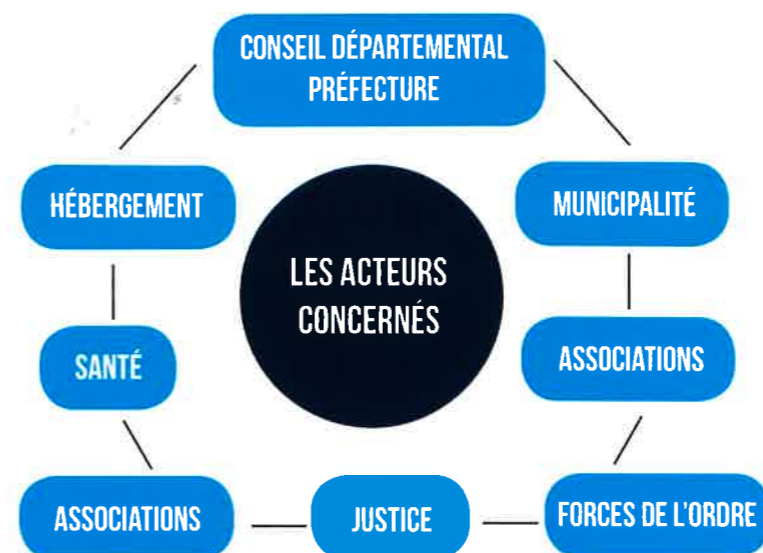 CONSEIL DÉPARTEMENTAL
PRÉFECTURE
HÉBERGEMENT
MUNICIPALITÉ
LES ACTEURS
CONCERNÉS
SANTÉ
ASSOCIATIONS
ASSOCIATIONS
JUSTICE
FORCES DE L'ORDRE